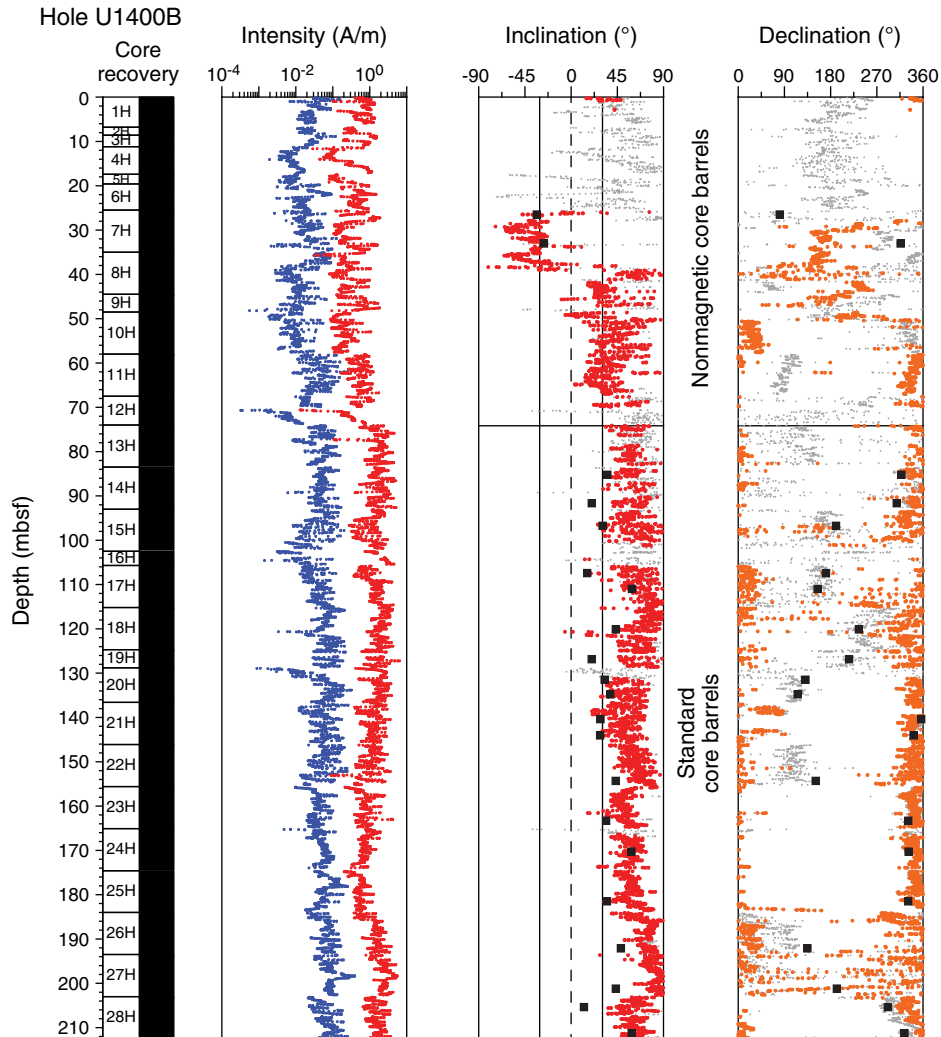 Hole U1400B
Core recovery
Intensity (A/m)
Inclination (°)
Declination (°)
10-4 10-2 100
-90 -45 0 45 90
0 90 180 270 360
Depth (mbsf)
0
10
20
30
40
50
60
70
80
90
100
110
120
130
140
150
160
170
180
190
200
210
1H
2H
3H
4H
5H
6H
7H
8H
9H
10H
11H
12H
13H
14H
15H
16H
17H
18H
19H
20H
21H
22H
23H
24H
25H
26H
27H
28H
Nonmagnetic core barrels
Standard
core barrels